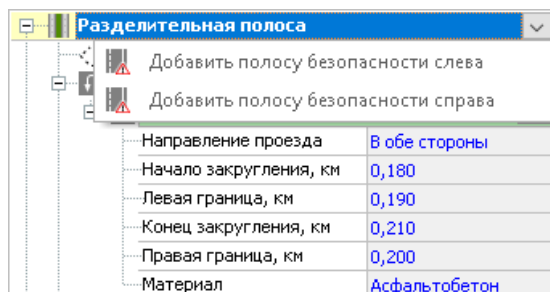 Разделительная полоса
Добавить полосу безопасности слева
Добавить полосу безопасности справа
Направление проезда В обе стороны
Начало закругления, км 0,180
Левая граница, км 0,190
Конец закругления, км 0,210
Правая граница, км 0,200
Материал Асфальтобетон